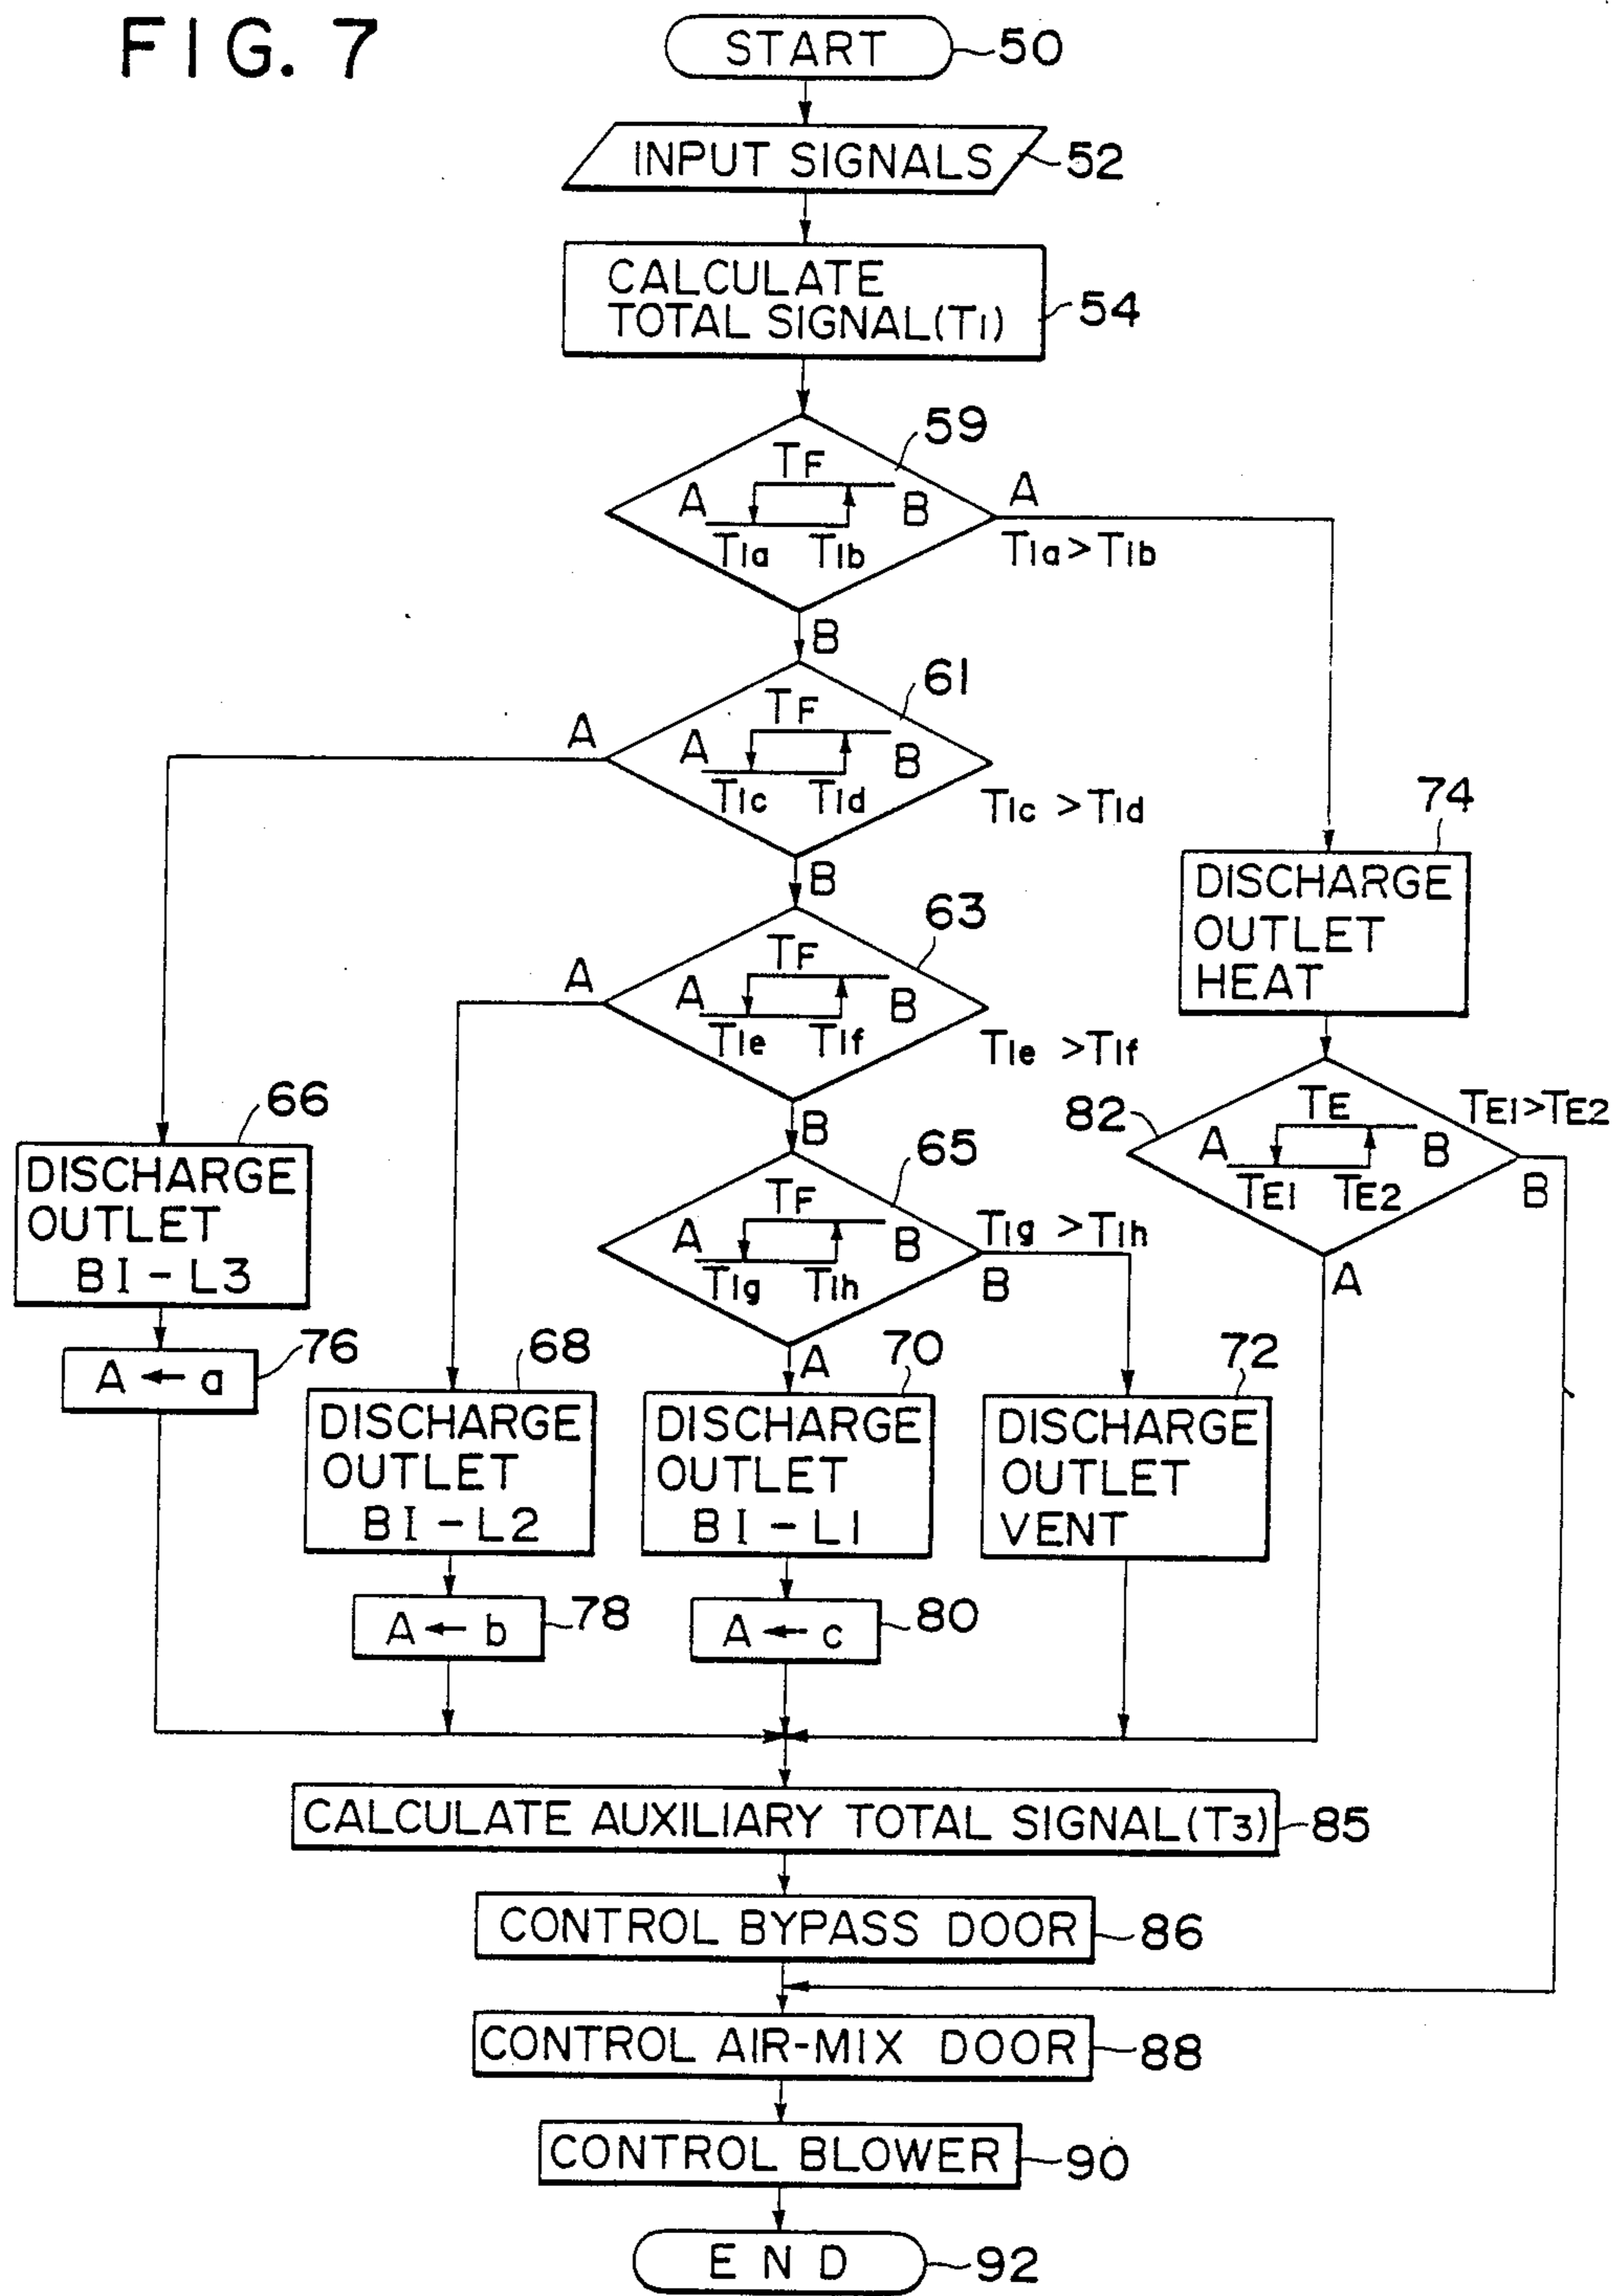 FIG. 7
START
50
INPUT SIGNALS
52
CALCULATE
TOTAL SIGNAL(T1)
54
59
TF
A
B
T1a T1b
A
T1a>T1b
B
61
TF
A
B
T1c T1d
A
T1c >T1d
B
63
TF
A
B
T1e T1f
A
T1e >T1f
B
65
TF
A
B
T1g T1h
T1g >T1h
B
A
74
DISCHARGE
OUTLET
HEAT
82
TE
A
B
TE1 TE2
TE1>TE2
B
A
66
DISCHARGE
OUTLET
BI-L3
76
A ← a
68
DISCHARGE
OUTLET
BI-L2
78
A ← b
70
DISCHARGE
OUTLET
BI-L1
80
A ← c
72
DISCHARGE
OUTLET
VENT
CALCULATE AUXILIARY TOTAL SIGNAL(T3)
85
CONTROL BYPASS DOOR
86
CONTROL AIR-MIX DOOR
88
CONTROL BLOWER
90
END
92